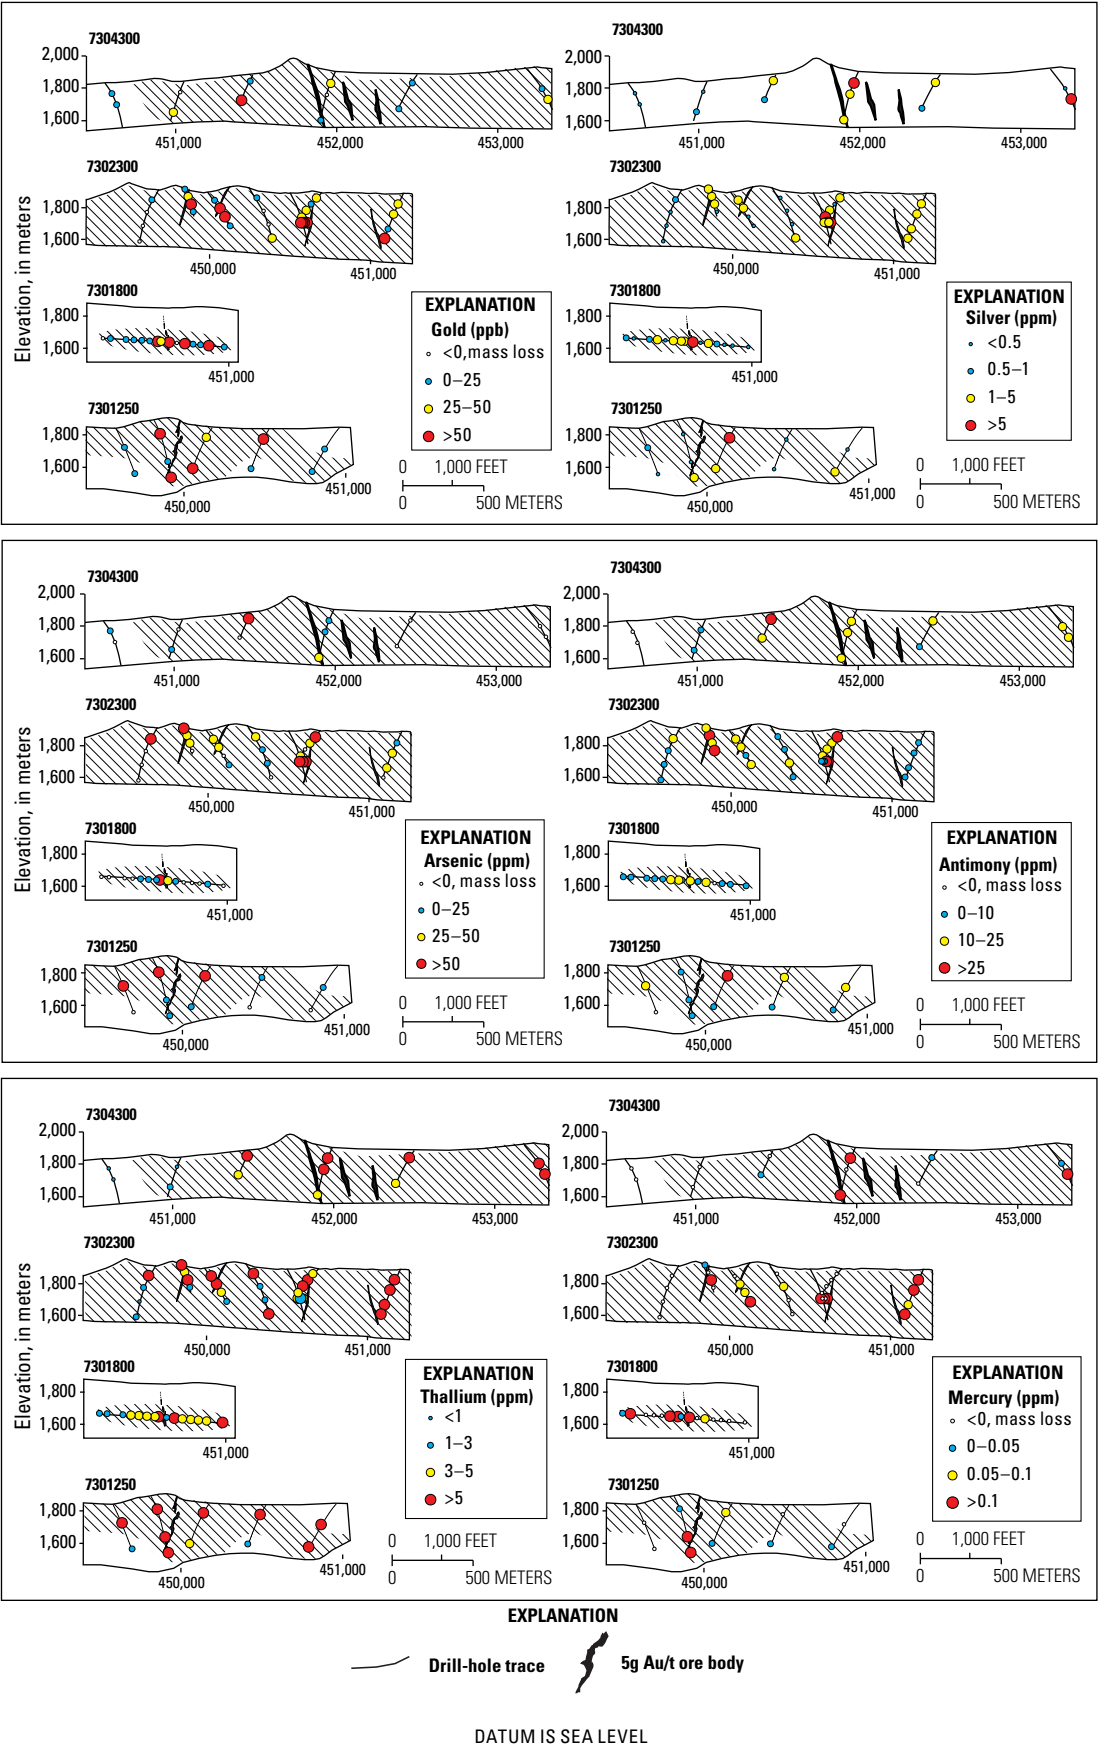 7304300
2,000
1,800
1,600
451,000 452,000 453,000
7302300
1,800
1,600
450,000 451,000
7301800
1,800
1,600
451,000
7301250
1,800
1,600
450,000
451,000
Elevation, in meters
EXPLANATION
Gold (ppb)
<0,mass loss
0–25
25–50
>50
0 1,000 FEET
0 500 METERS
7304300
2,000
1,800
1,600
451,000 452,000 453,000
7302300
1,800
1,600
450,000 451,000
7301800
1,800
1,600
451,000
7301250
1,800
1,600
450,000
451,000
EXPLANATION
Silver (ppm)
<0.5
0.5–1
1–5
>5
0 1,000 FEET
0 500 METERS
7304300
2,000
1,800
1,600
451,000 452,000 453,000
7302300
1,800
1,600
450,000 451,000
7301800
1,800
1,600
451,000
7301250
1,800
1,600
450,000
451,000
Elevation, in meters
EXPLANATION
Arsenic (ppm)
<0, mass loss
0–25
25–50
>50
0 1,000 FEET
0 500 METERS
7304300
2,000
1,800
1,600
451,000 452,000 453,000
7302300
1,800
1,600
450,000 451,000
7301800
1,800
1,600
451,000
7301250
1,800
1,600
450,000
451,000
EXPLANATION
Antimony (ppm)
<0, mass loss
0–10
10–25
>25
0 1,000 FEET
0 500 METERS
7304300
2,000
1,800
1,600
451,000 452,000 453,000
7302300
1,800
1,600
450,000 451,000
7301800
1,800
1,600
451,000
7301250
1,800
1,600
450,000
451,000
Elevation, in meters
EXPLANATION
Thallium (ppm)
<1
1–3
3–5
>5
0 1,000 FEET
0 500 METERS
7304300
2,000
1,800
1,600
451,000 452,000 453,000
7302300
1,800
1,600
450,000 451,000
7301800
1,800
1,600
451,000
7301250
1,800
1,600
450,000
451,000
EXPLANATION
Mercury (ppm)
<0, mass loss
0–0.05
0.05–0.1
>0.1
0 1,000 FEET
0 500 METERS
EXPLANATION
Drill-hole trace
5g Au/t ore body
DATUM IS SEA LEVEL